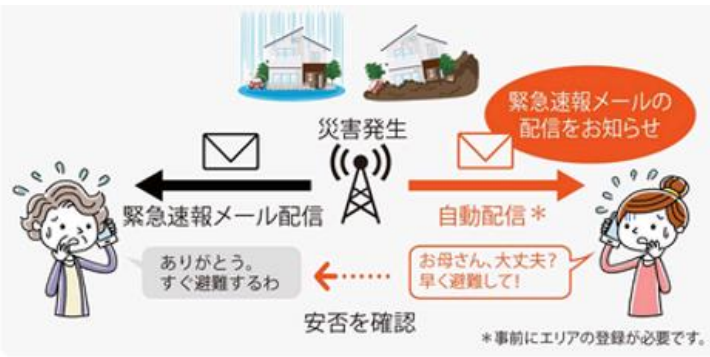 緊急速報メールの
配信をお知らせ
災害発生
緊急速報メール配信
自動配信＊
ありがとう。
すぐ避難するわ
お母さん、大丈夫?
早く避難して!
安否を確認
＊事前にエリアの登録が必要です。